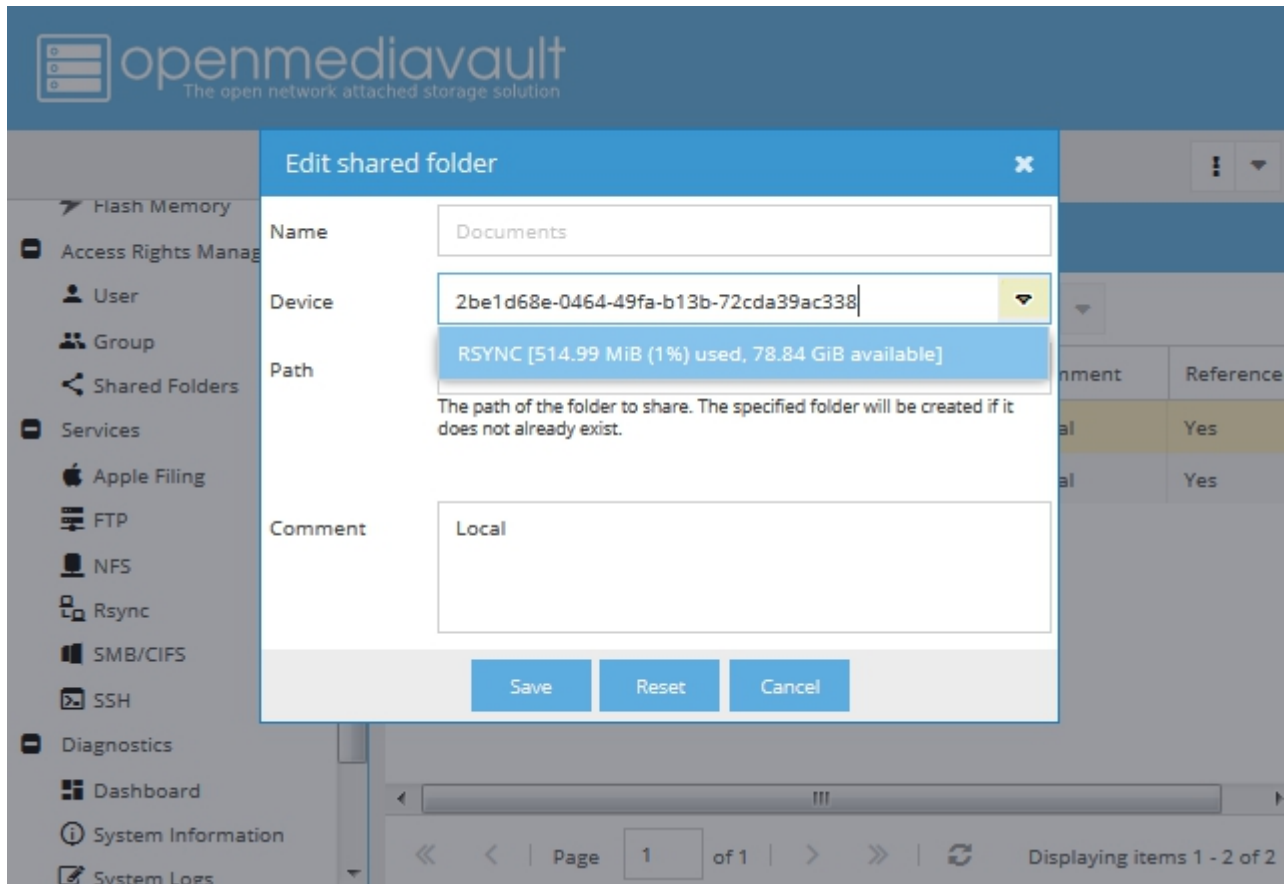 openmediavault
The open network attached storage solution
Edit shared folder
Flash Memory
Access Rights Manag
User
Group
Shared Folders
Services
Apple Filing
FTP
NFS
Rsync
SMB/CIFS
SSH
Diagnostics
Dashboard
System Information
System Logs
Name
Documents
Device
2be1d68e-0464-49fa-b13b-72cda39ac338
RSYNC [514.99 MiB (1%) used, 78.84 GiB available]
Path
The path of the folder to share. The specified folder will be created if it
does not already exist.
Comment
Local
Save Reset Cancel
mment Reference
al Yes
al Yes
Page 1 of 1 Displaying items 1 - 2 of 2